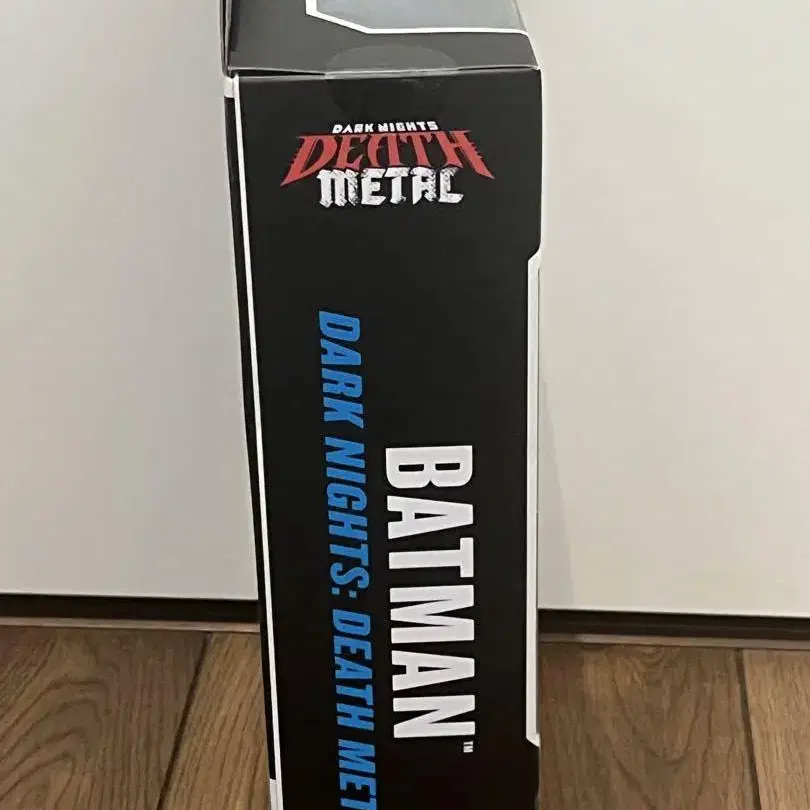 DARK NIGHTS
DEATH
METAL
BATMAN™
DARK NIGHTS: DEATH MET